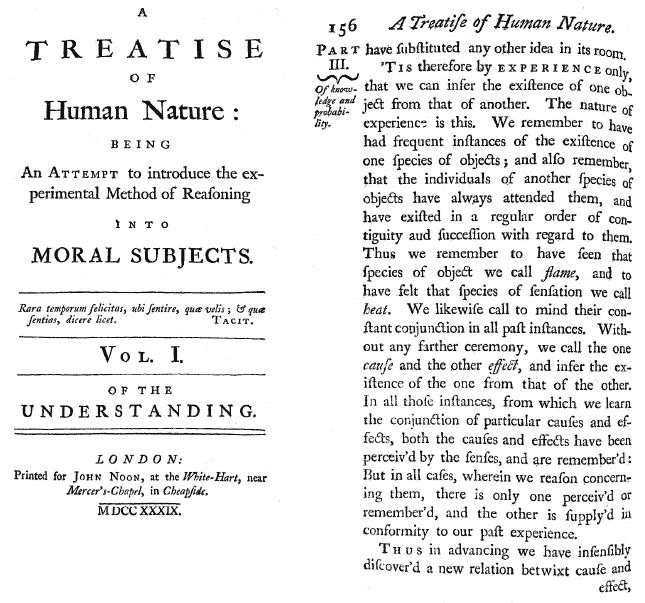 A
TREATISE
OF
Human Nature:
BEING
An ATTEMPT to introduce the ex-
perimental Method of Reaſoning
INTO
MORAL SUBJECTS.
Rara temporum felicitas, ubi ſentire, quæ velis; & quæ
ſentias, dicere licet. TACIT.
VOL. I.
OF THE
UNDERSTANDING.
LONDON:
Printed for JOHN NOON, at the White-Hart, near
Mercer's-Chapel, in Cheapſide.
MDCCXXXIX.
156 A Treatiſe of Human Nature.
PART
III.
Of know-
ledge and
probabi-
lity.
have ſubſtituted any other idea in its room.
'TIS therefore by EXPERIENCE only,
that we can infer the exiſtence of one ob-
ject from that of another. The nature of
experience is this. We remember to have
had frequent inſtances of the exiſtence of
one ſpecies of objects; and alſo remember,
that the individuals of another ſpecies of
objects have always attended them, and
have exiſted in a regular order of con-
tiguity aud ſucceſſion with regard to them.
Thus we remember to have ſeen that
ſpecies of object we call flame, and to
have felt that ſpecies of ſenſation we call
heat. We likewiſe call to mind their con-
ſtant conjunction in all paſt inſtances. With-
out any farther ceremony, we call the one
cauſe and the other effect, and infer the ex-
iſtence of the one from that of the other.
In all thoſe inſtances, from which we learn
the conjunction of particular cauſes and ef-
fects, both the cauſes and effects have been
perceiv'd by the ſenſes, and are remember'd:
But in all caſes, wherein we reaſon concern-
ing them, there is only one perceiv'd or
remember'd, and the other is ſupply'd in
conformity to our paſt experience.
THUS in advancing we have inſenſibly
diſcover'd a new relation betwixt cauſe and
effect,